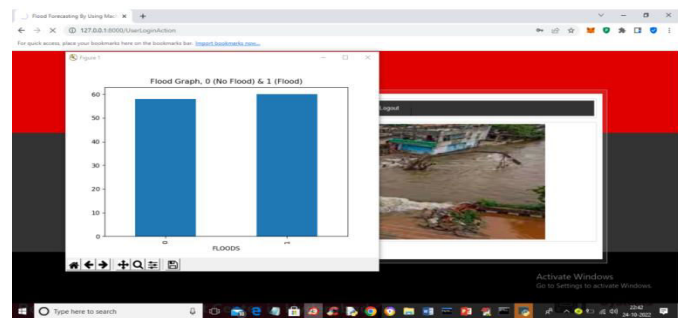 Flood Forecasting By Using Mac
127.0.0.1:8000/UserLoginAction
For quick access, place your bookmarks here on the bookmarks bar. Import bookmarks now...
Figure 1
Flood Graph, 0 (No Flood) & 1 (Flood)
60
50
40
30
20
10
0
0
1
FLOODS
Logout
Activate Windows
Go to Settings to activate Windows.
Type here to search
22:42
24-10-2022